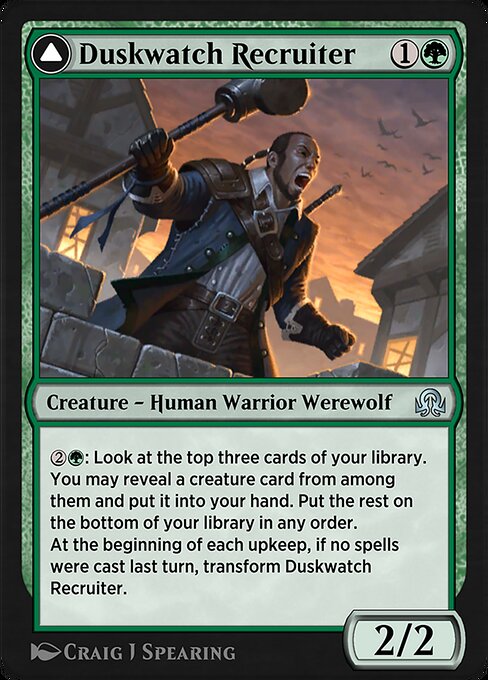 Duskwatch Recruiter 1
Creature – Human Warrior Werewolf
2: Look at the top three cards of your library.
You may reveal a creature card from among
them and put it into your hand. Put the rest on
the bottom of your library in any order.
At the beginning of each upkeep, if no spells
were cast last turn, transform Duskwatch
Recruiter.
2/2
Craig J Spearing